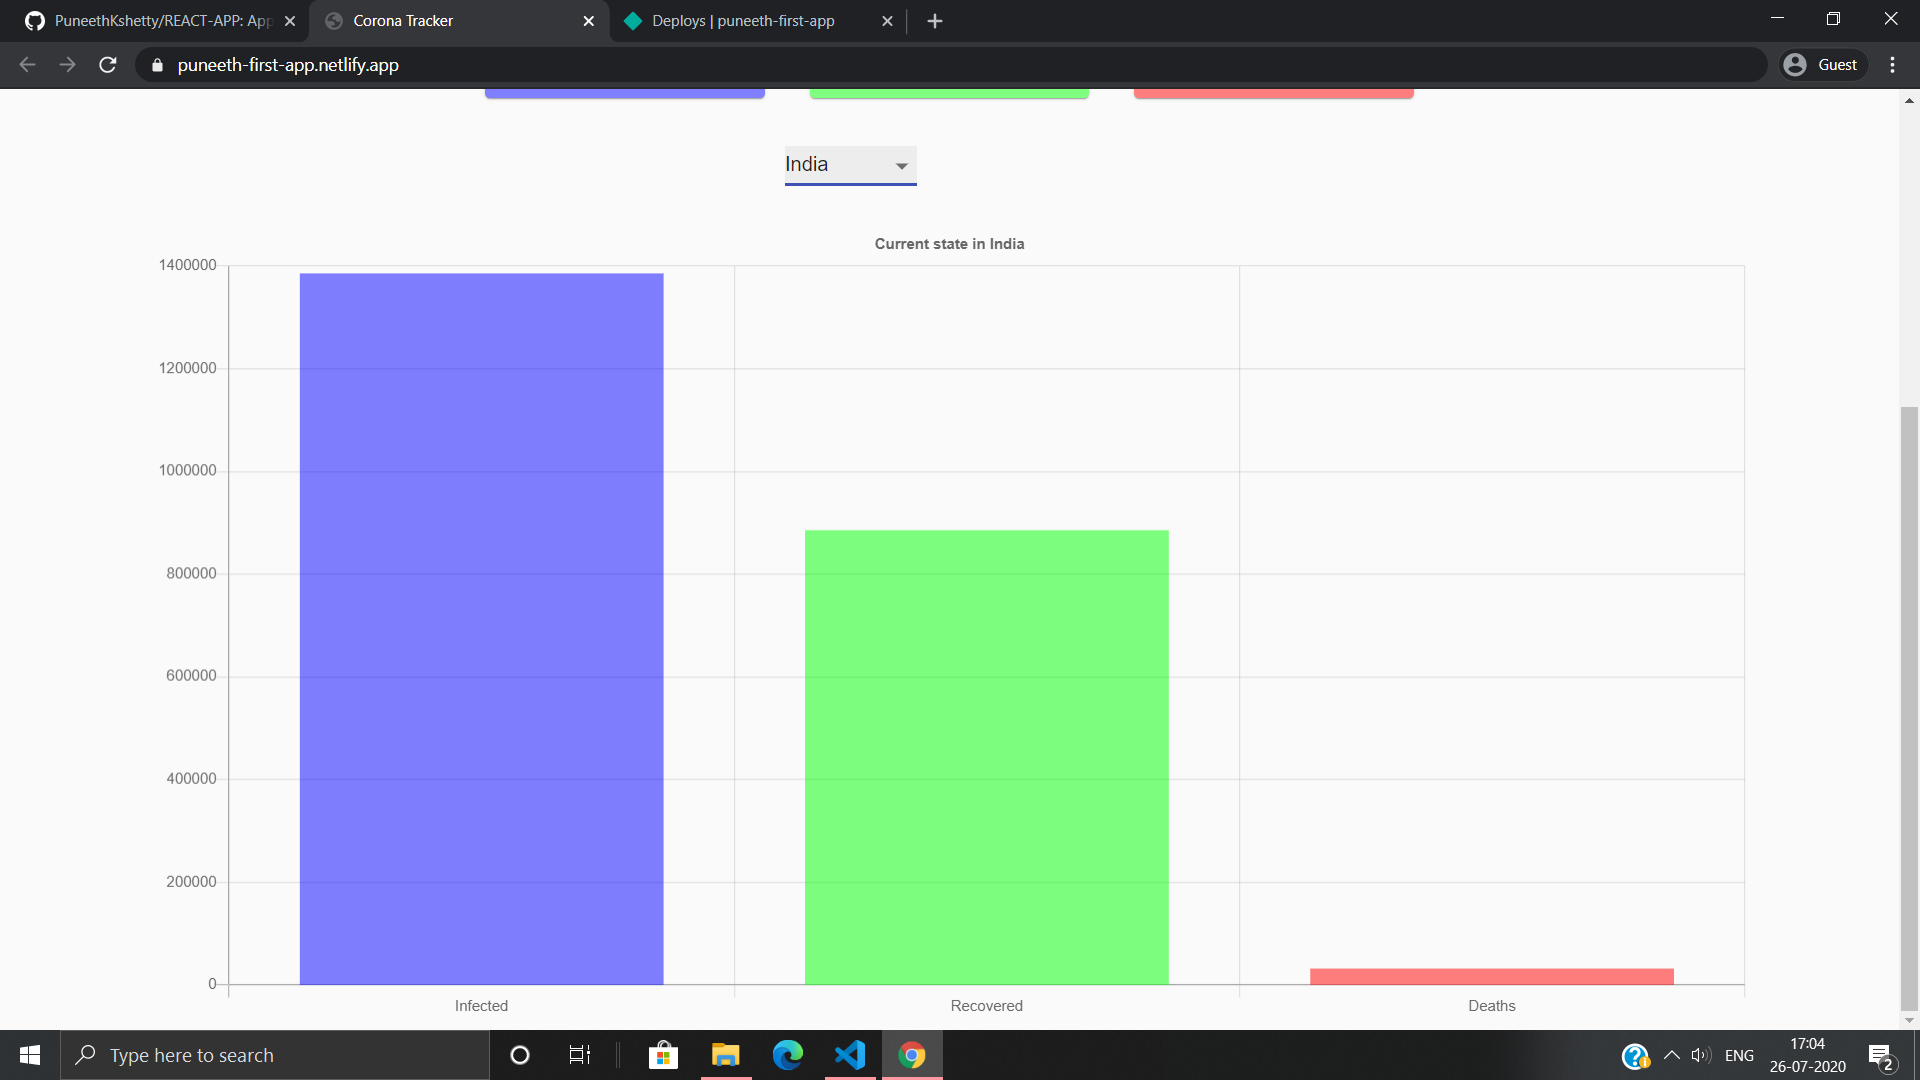 PuneethKshetty/REACT-APP: App
Corona Tracker
Deploys | puneeth-first-app
puneeth-first-app.netlify.app
Guest
India
Current state in India
1400000
1200000
1000000
800000
600000
400000
200000
0
Infected
Recovered
Deaths
Type here to search
ENG
17:04
26-07-2020
2